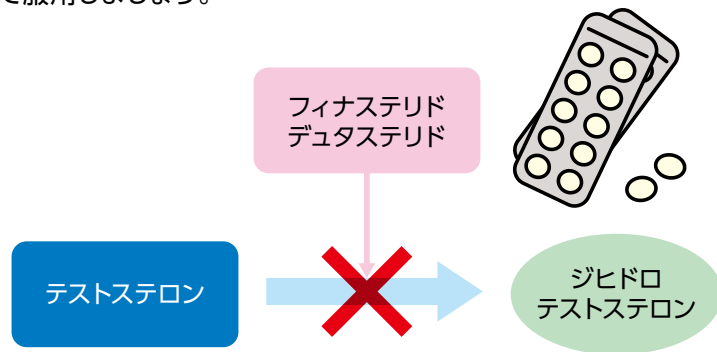 で服用しましょう。
フィナステリド
デュタステリド
テストステロン
ジヒドロ
テストステロン